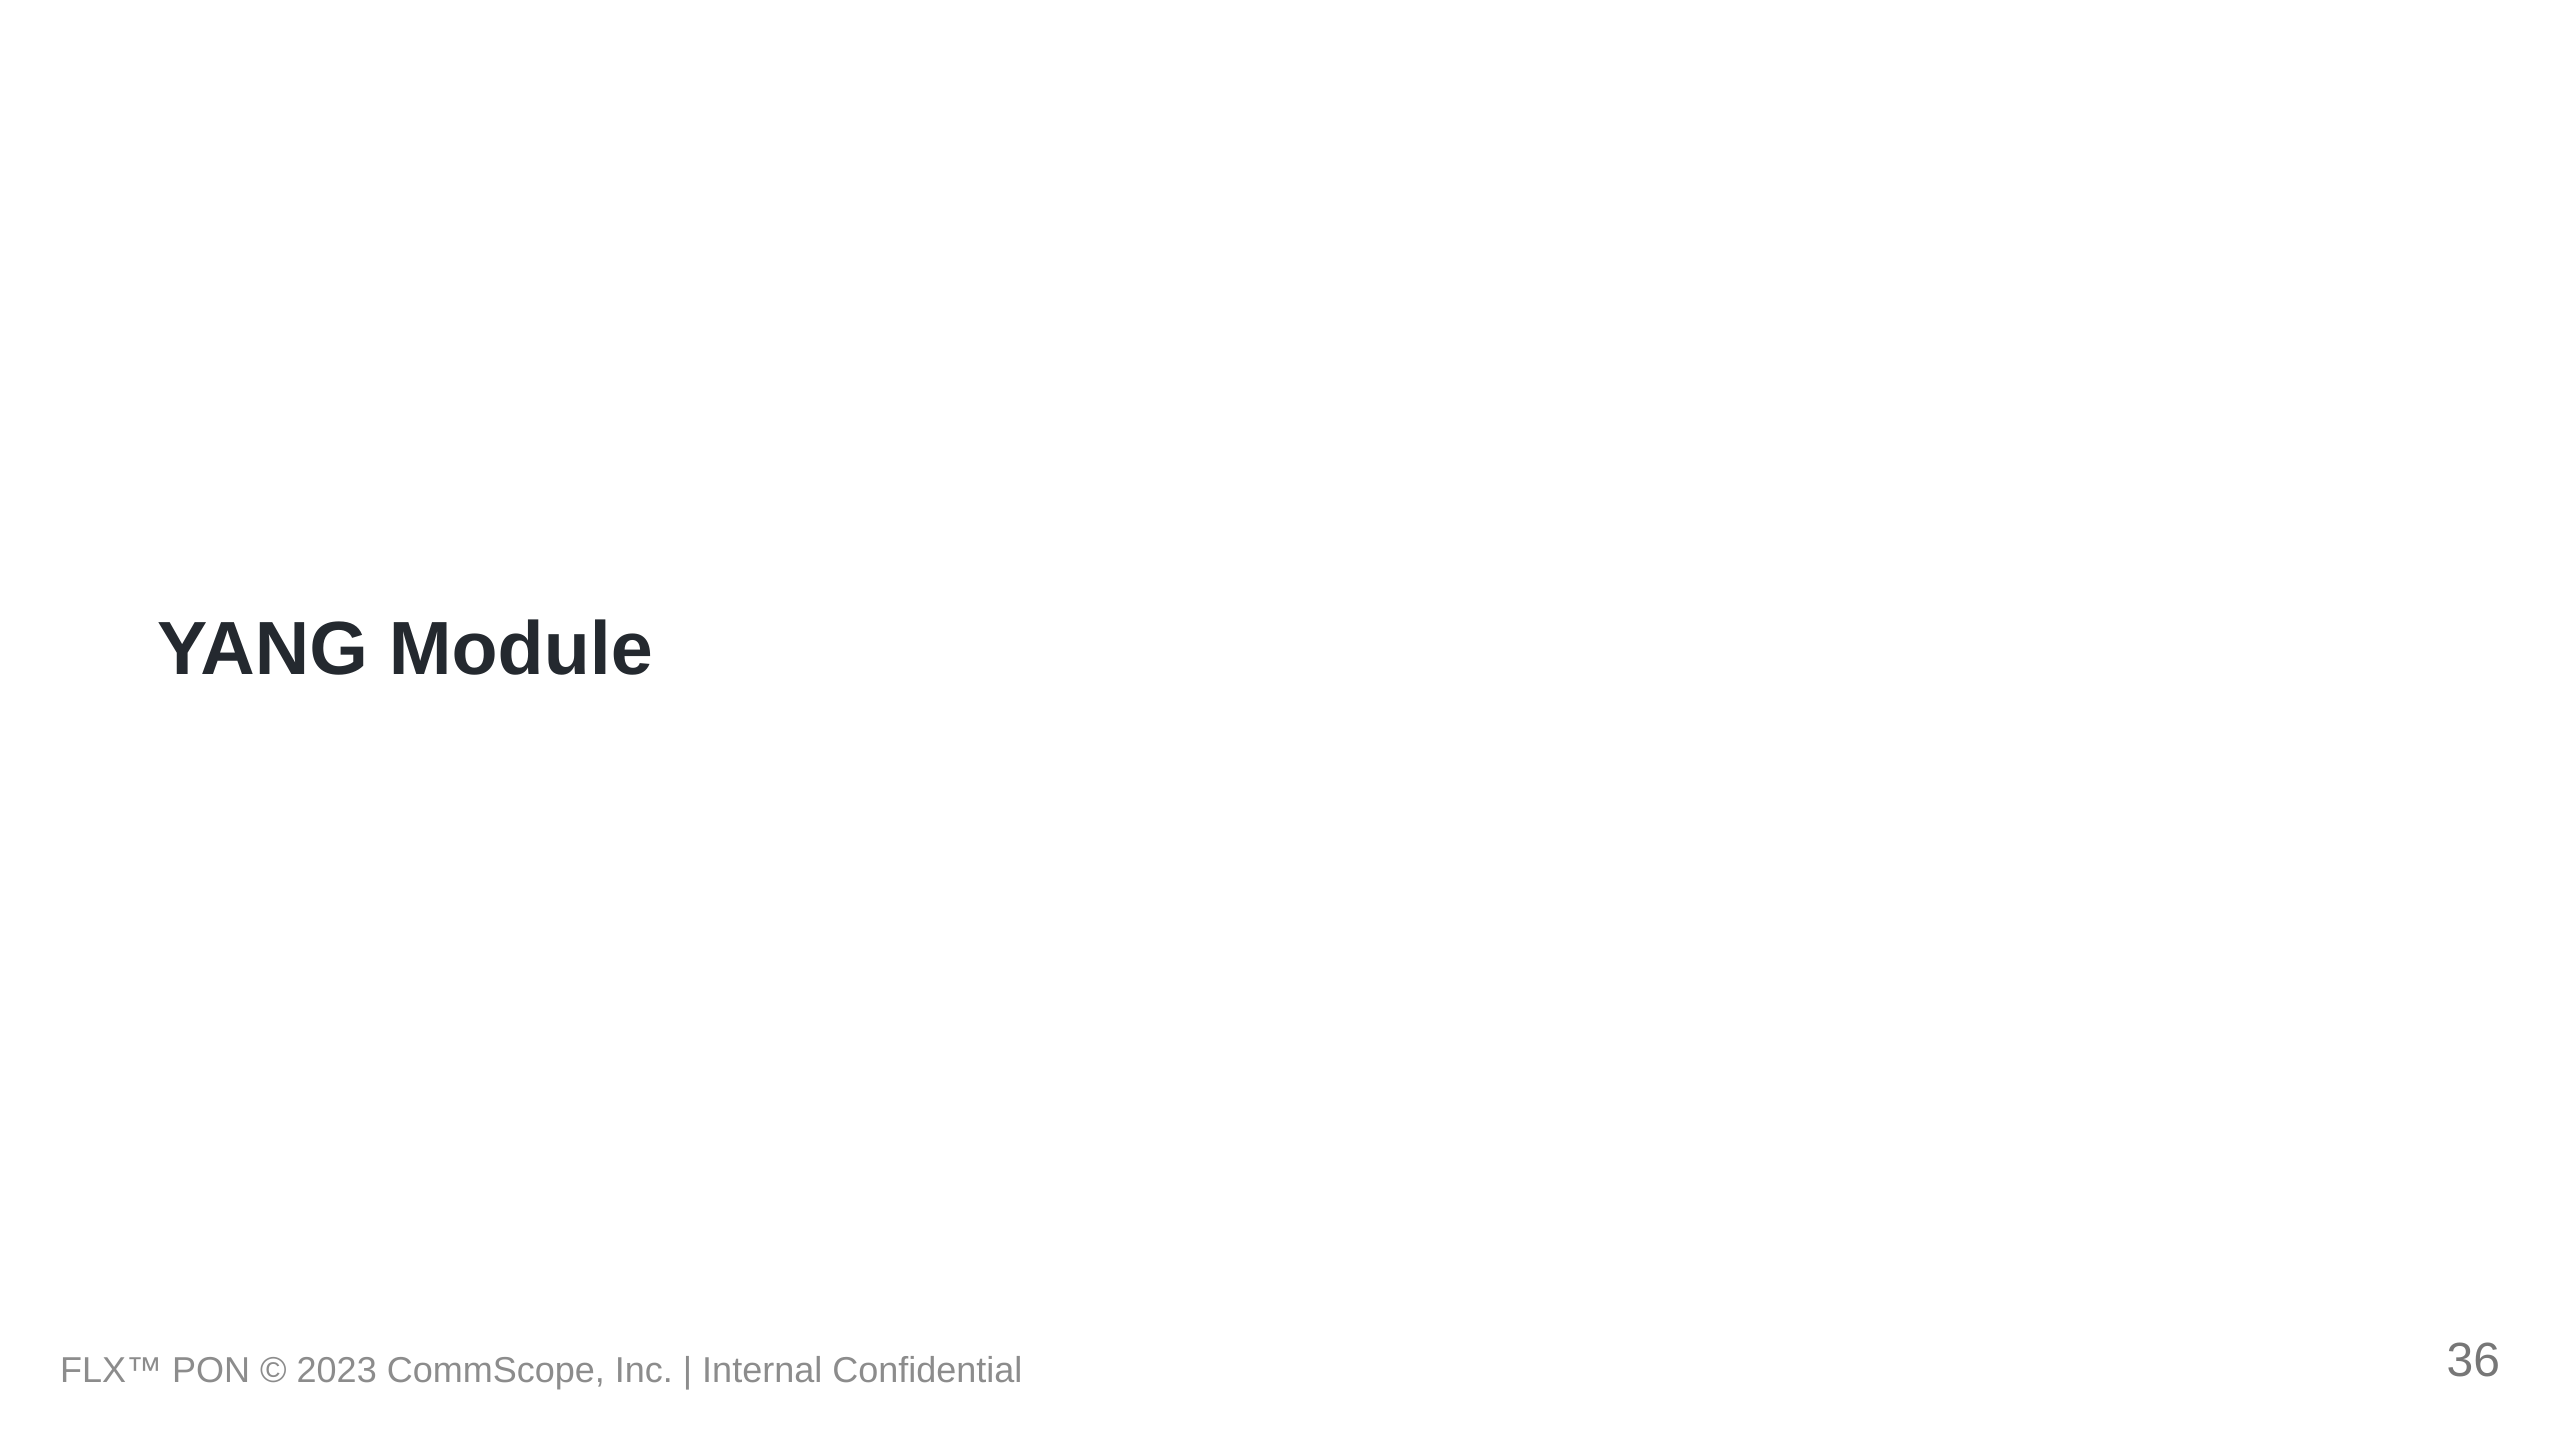 YANG Module
FLX™ PON © 2023 CommScope, Inc. | Internal Confidential
36